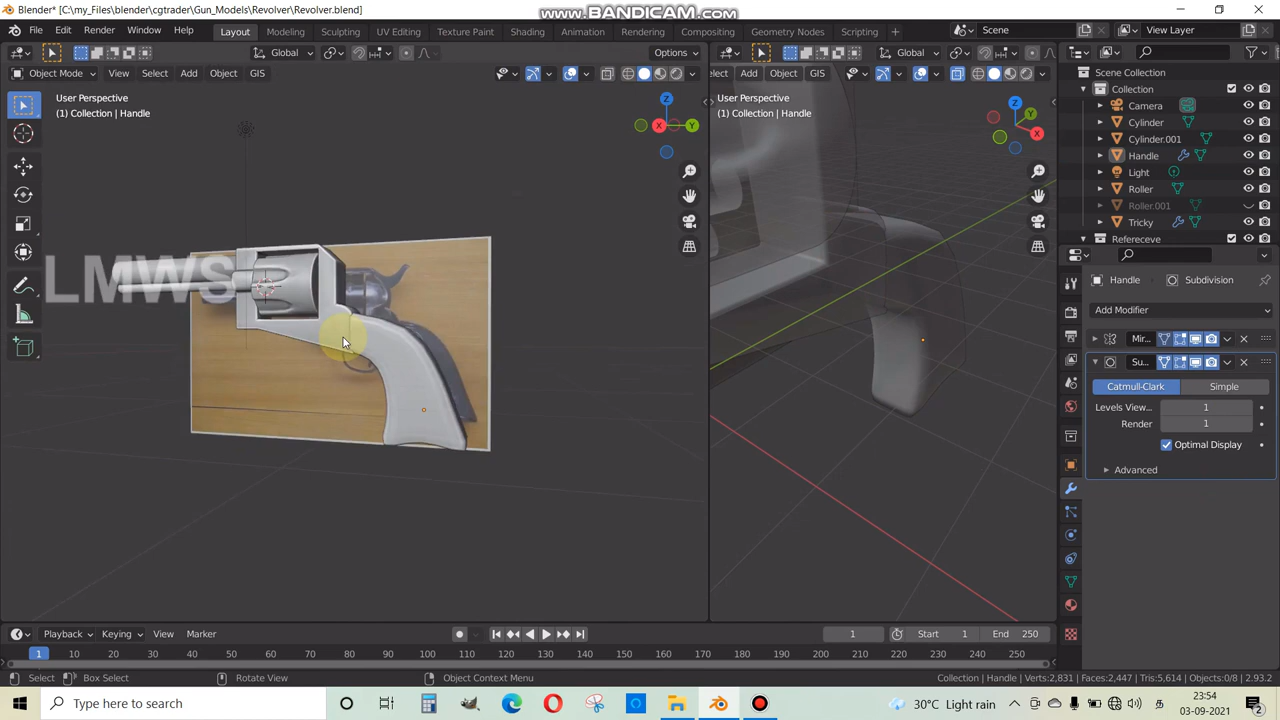 Blender* [C:\my_Files\blender\cgtrader\Gun_Models\Revolver\Revolver.blend]
www.BANDICAM.com
File Edit Render Window Help Layout Modeling Sculpting UV Editing Texture Paint Shading Animation Rendering Compositing Geometry Nodes Scripting Scene View Layer
Global Options Global
Object Mode View Select Add Object GIS
elect Add Object GIS
User Perspective
(1) Collection | Handle
Z
X
Y
User Perspective
(1) Collection | Handle
Z
Y
X
LMWS
Scene Collection
Collection
Camera
Cylinder
Cylinder.001
Handle
Light
Roller
Roller.001
Tricky
Refereceve
Handle Subdivision
Add Modifier
Mir...
Su...
Catmull-Clark Simple
Levels View... 1
Render 1
Optimal Display
Advanced
Playback Keying View Marker 1 Start 1 End 250
1 10 20 30 40 50 60 70 80 90 100 110 120 130 140 150 160 170 180 190 200 210 220 230 240 250
Select Box Select Rotate View Object Context Menu Collection | Handle | Verts:2,831 | Faces:2,447 | Tris:5,614 | Objects:0/8 | 2.93.2
Type here to search
30°C Light rain
ENG
23:54
03-09-2021
2